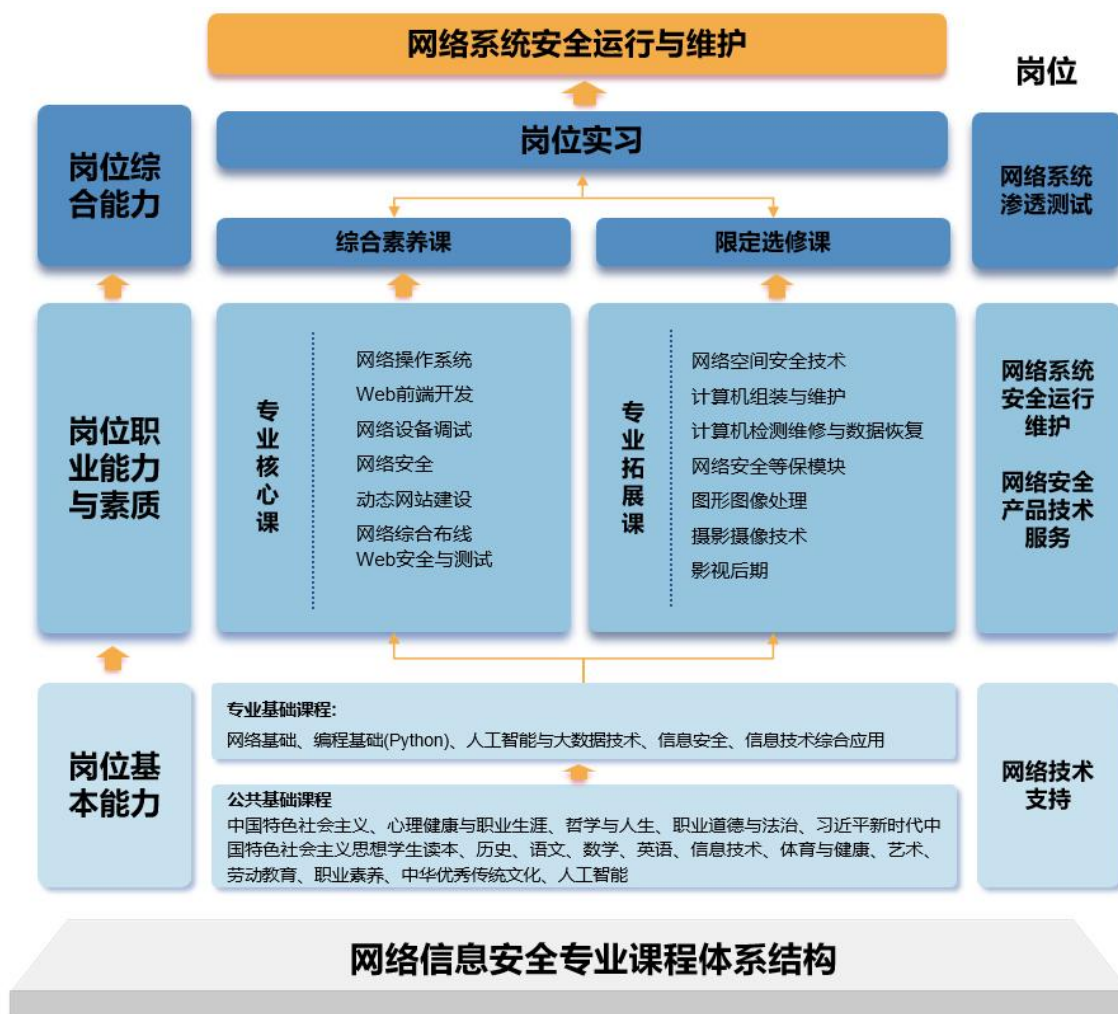 网络系统安全运行与维护
岗位
岗位综
合能力
岗位实习
综合素养课
限定选修课
网络系统
渗透测试
岗位职
业能力
与素质
专业核心课
网络操作系统
Web前端开发
网络设备调试
网络安全
动态网站建设
网络综合布线
Web安全与测试
专业拓展课
网络空间安全技术
计算机组装与维护
计算机检测维修与数据恢复
网络安全等保模块
图形图像处理
摄影摄像技术
影视后期
网络系统
安全运行
维护
网络安全
产品技术
服务
岗位基
本能力
专业基础课程:
网络基础、编程基础(Python)、人工智能与大数据技术、信息安全、信息技术综合应用
公共基础课程
中国特色社会主义、心理健康与职业生涯、哲学与人生、职业道德与法治、习近平新时代中
国特色社会主义思想学生读本、历史、语文、数学、英语、信息技术、体育与健康、艺术、
劳动教育、职业素养、中华优秀传统文化、人工智能
网络技术
支持
网络信息安全专业课程体系结构